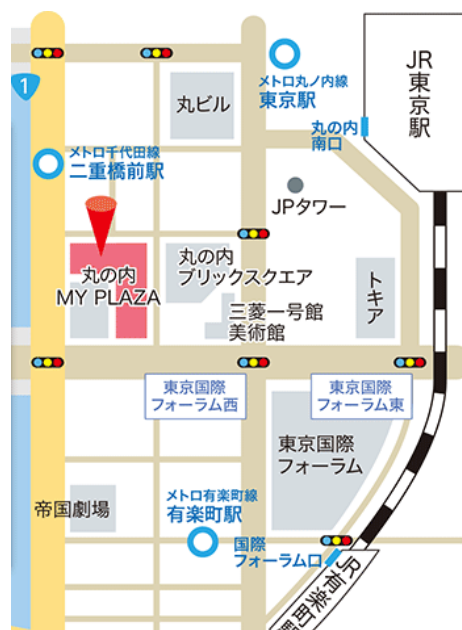 1
メトロ丸ノ内線
東京駅
JR
東京駅
丸ビル
丸の内
南口
メトロ千代田線
二重橋前駅
JPタワー
丸の内
MY PLAZA
丸の内
ブリックスクエア
トキア
三菱一号館
美術館
東京国際
フォーラム西
東京国際
フォーラム東
東京国際
フォーラム
帝国劇場
メトロ有楽町線
有楽町駅
国際
フォーラム口
JR有楽町駅